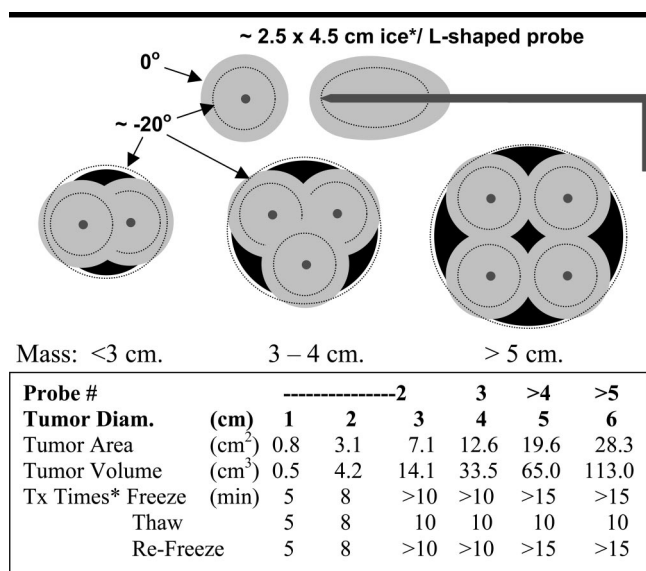 ~ 2.5 x 4.5 cm ice*/ L-shaped probe
0°
~ -20°
Mass: <3 cm. 3 – 4 cm. > 5 cm.
Probe # ---------------2 3 >4 >5
Tumor Diam. (cm) 1 2 3 4 5 6
Tumor Area (cm²) 0.8 3.1 7.1 12.6 19.6 28.3
Tumor Volume (cm³) 0.5 4.2 14.1 33.5 65.0 113.0
Tx Times* Freeze (min) 5 8 >10 >10 >15 >15
Thaw 5 8 10 10 10 10
Re-Freeze 5 8 >10 >10 >15 >15